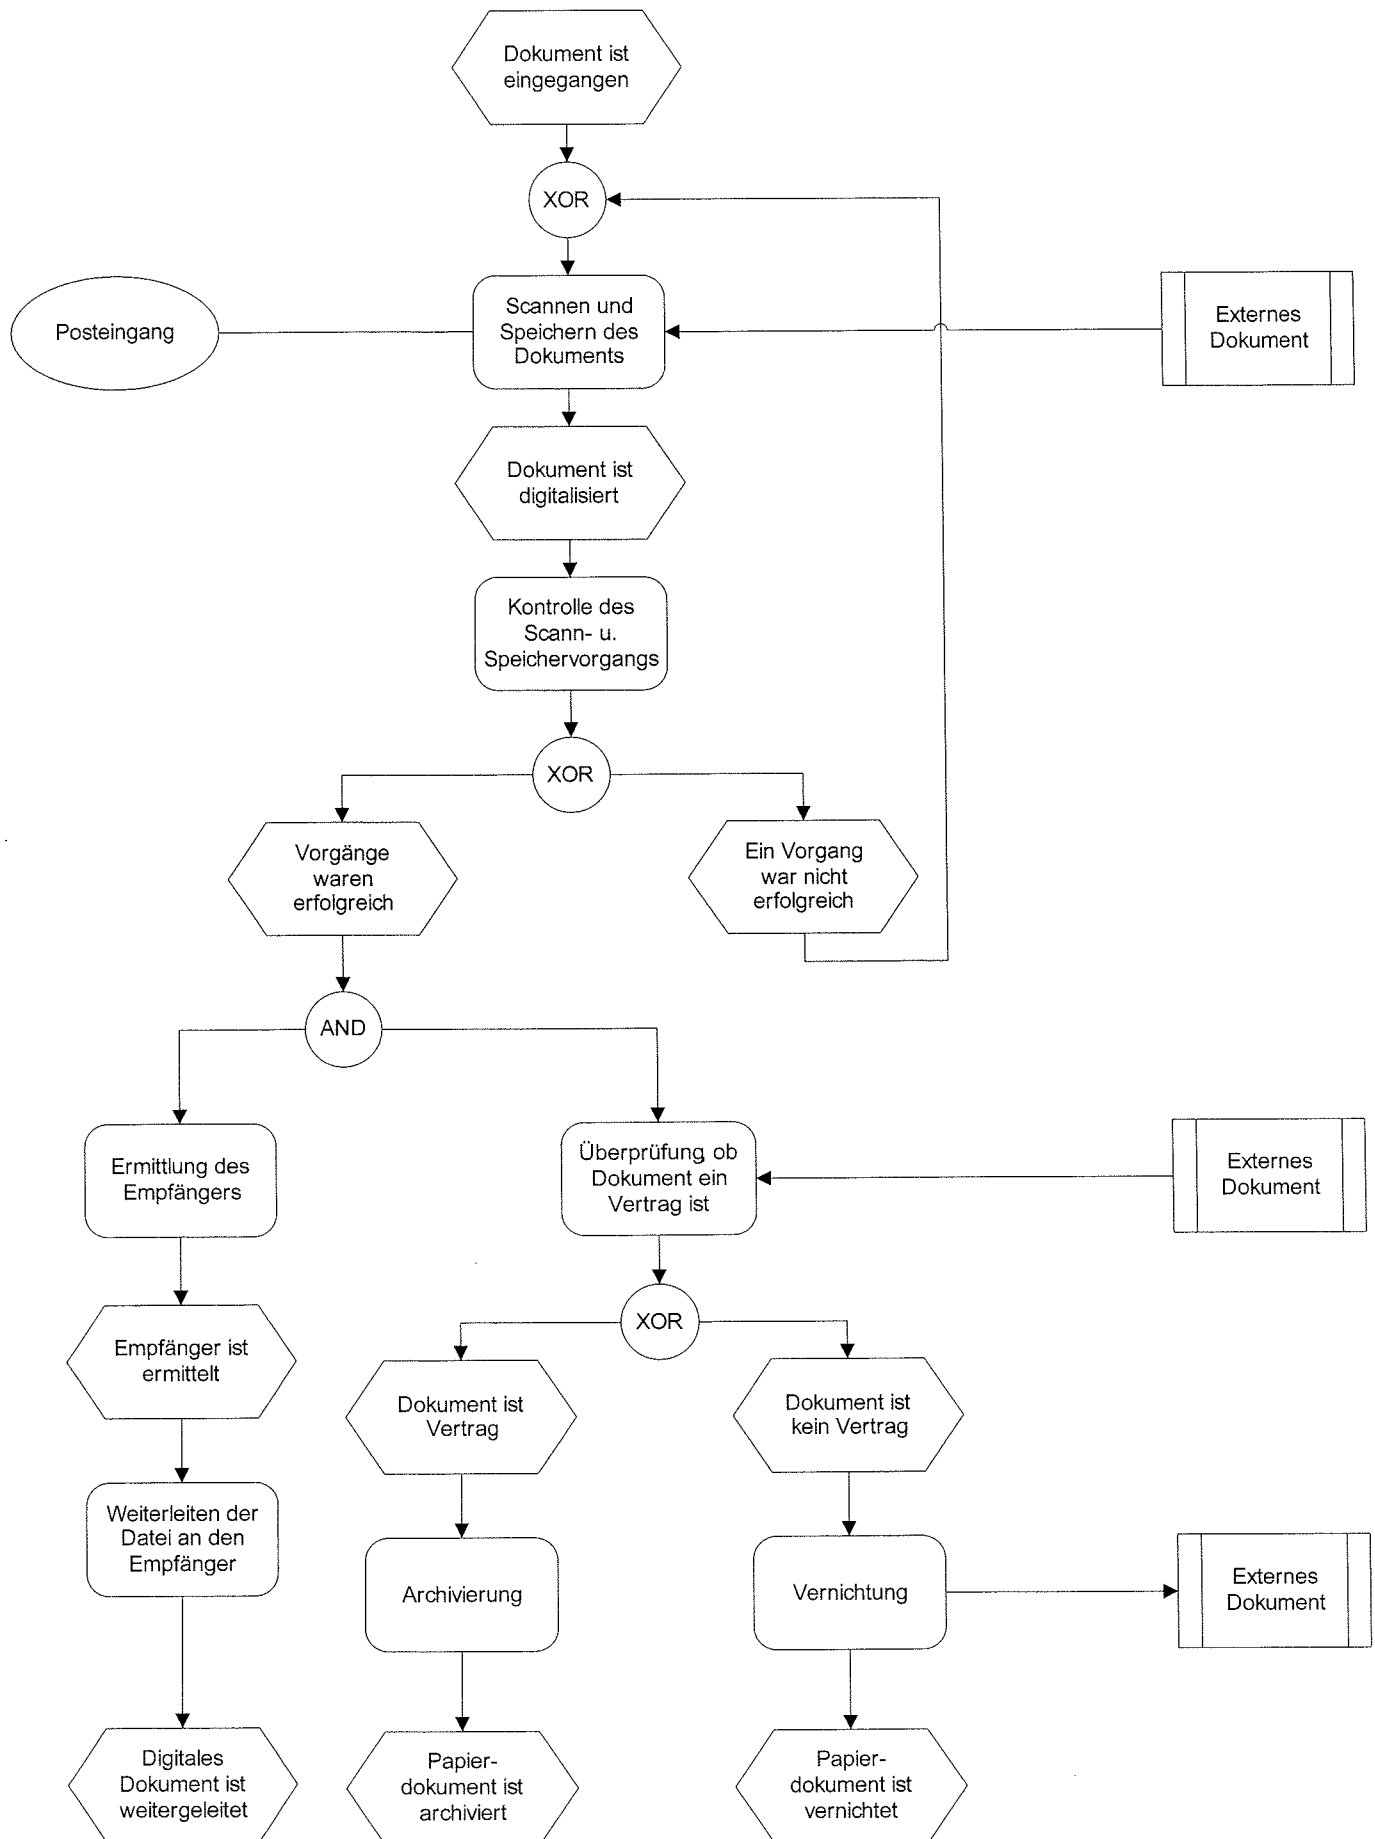 Dokument ist
eingegangen
XOR
Posteingang
Scannen und
Speichern des
Dokuments
Externes
Dokument
Dokument ist
digitalisiert
Kontrolle des
Scann- u.
Speichervorgangs
XOR
Vorgänge
waren
erfolgreich
Ein Vorgang
war nicht
erfolgreich
AND
Ermittlung des
Empfängers
Überprüfung, ob
Dokument ein
Vertrag ist
Externes
Dokument
XOR
Empfänger ist
ermittelt
Dokument ist
Vertrag
Dokument ist
kein Vertrag
Weiterleiten der
Datei an den
Empfänger
Archivierung
Vernichtung
Externes
Dokument
Digitales
Dokument ist
weitergeleitet
Papier-
dokument ist
archiviert
Papier-
dokument ist
vernichtet